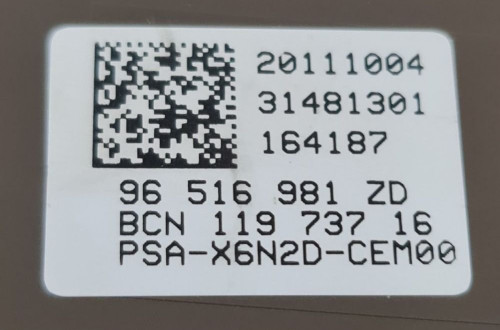 20111004
31481301
164187
96 516 981 ZD
BCN 119 737 16
PSA-X6N2D-CEM00